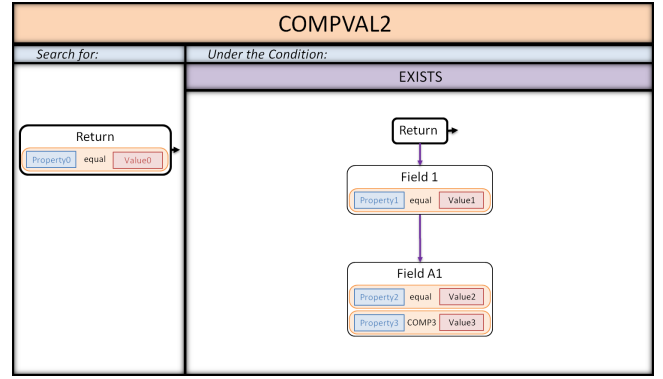 COMPVAL2
Search for:
Under the Condition:
EXISTS
Return
Property0 equal Value0
Return
Field 1
Property1 equal Value1
Field A1
Property2 equal Value2
Property3 COMP3 Value3